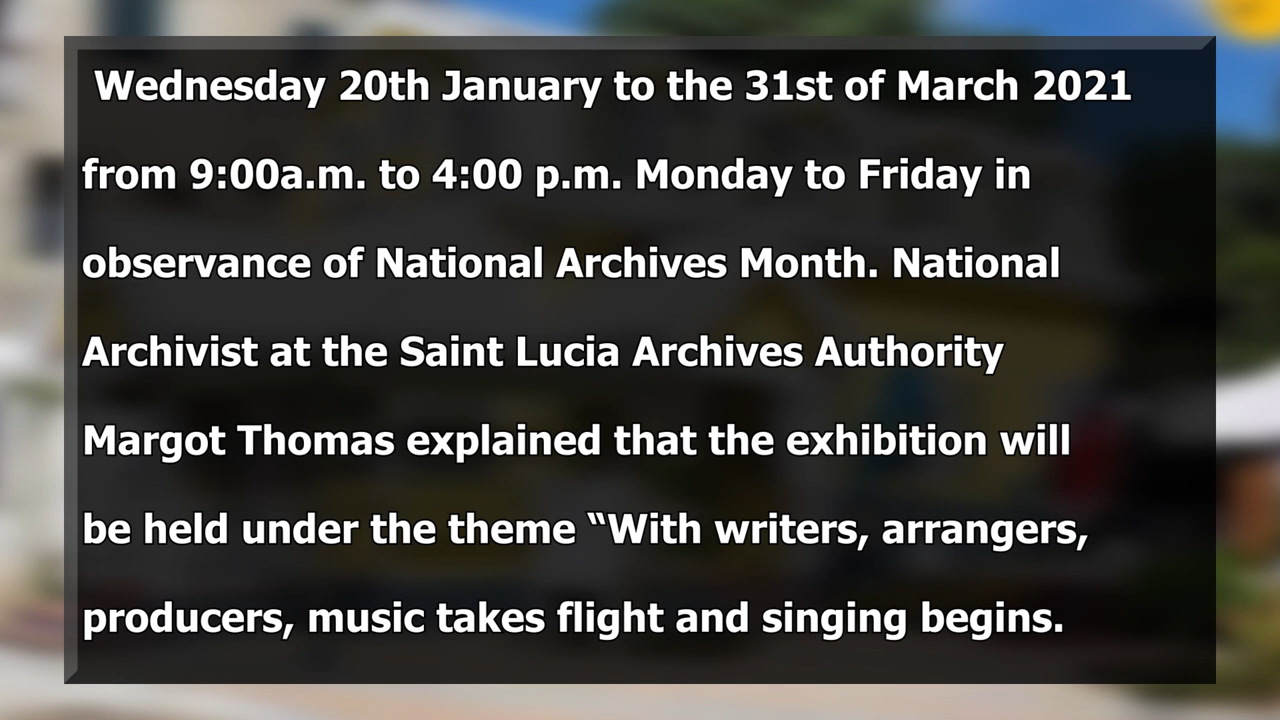 Wednesday 20th January to the 31st of March 2021
from 9:00a.m. to 4:00 p.m. Monday to Friday in
observance of National Archives Month. National
Archivist at the Saint Lucia Archives Authority
Margot Thomas explained that the exhibition will
be held under the theme “With writers, arrangers,
producers, music takes flight and singing begins.